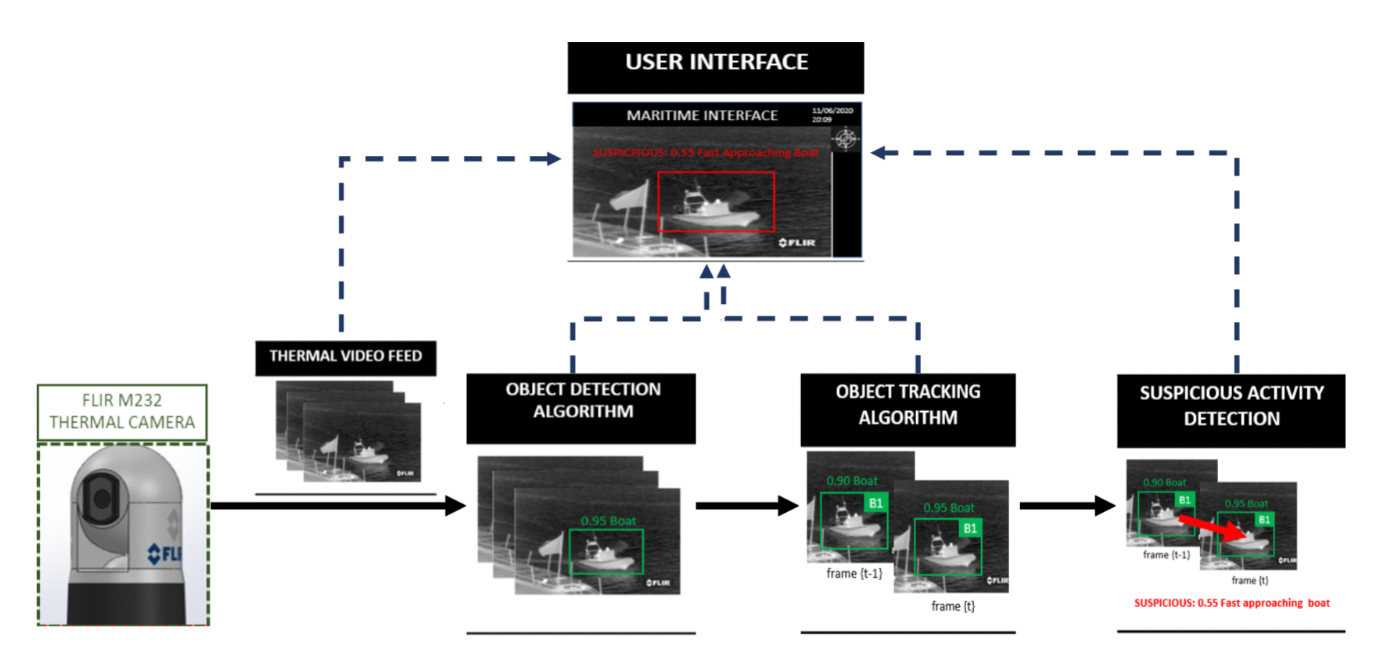 USER INTERFACE
MARITIME INTERFACE
11/06/2020
20:09
SUSPICPIOUS: 0.55 Fast Approaching Boat
FLIR
THERMAL VIDEO FEED
FLIR
FLIR M232
THERMAL CAMERA
FLI
OBJECT DETECTION
ALGORITHM
0.95 Boat
FLIR
OBJECT TRACKING
ALGORITHM
0.90 Boat
B1
frame {t-1}
0.95 Boat
B1
FLIR
frame {t}
SUSPICIOUS ACTIVITY
DETECTION
0.90 Boat
B1
frame {t-1}
0.95 Boat
B1
FLIR
frame {t}
SUSPICIOUS: 0.55 Fast approaching boat